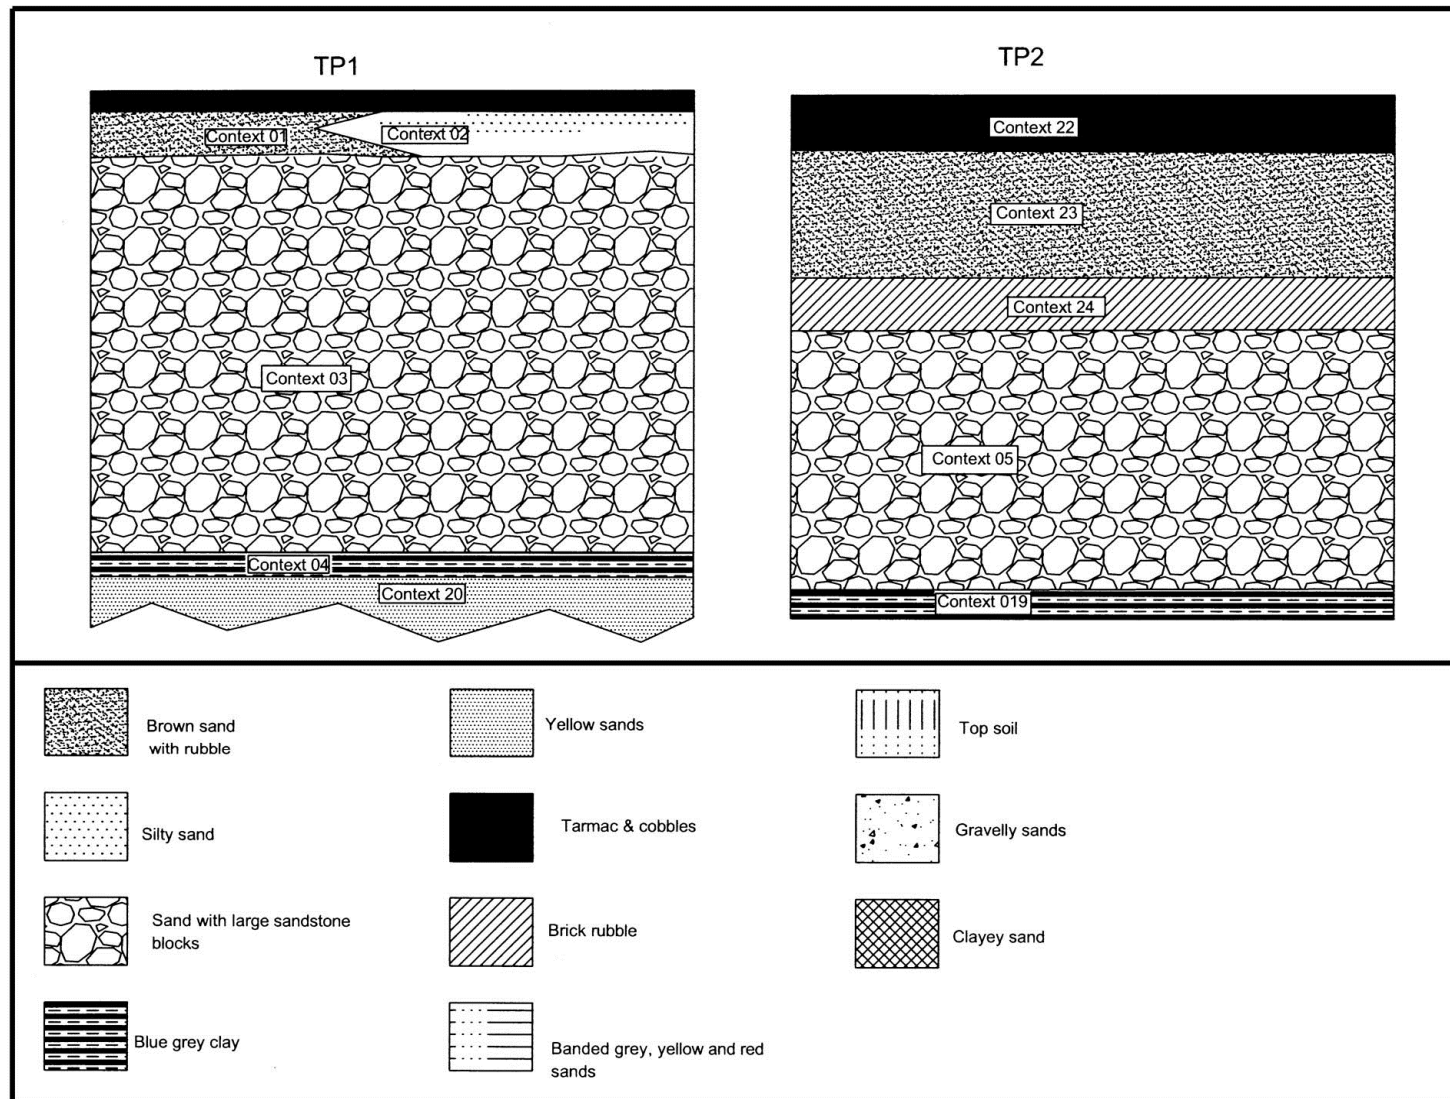 TP1
Context 01
Context 02
Context 03
Context 04
Context 20
TP2
Context 22
Context 23
Context 24
Context 05
Context 019
Brown sand
with rubble
Silty sand
Sand with large sandstone
blocks
Blue grey clay
Yellow sands
Tarmac & cobbles
Brick rubble
Banded grey, yellow and red
sands
Top soil
Gravelly sands
Clayey sand